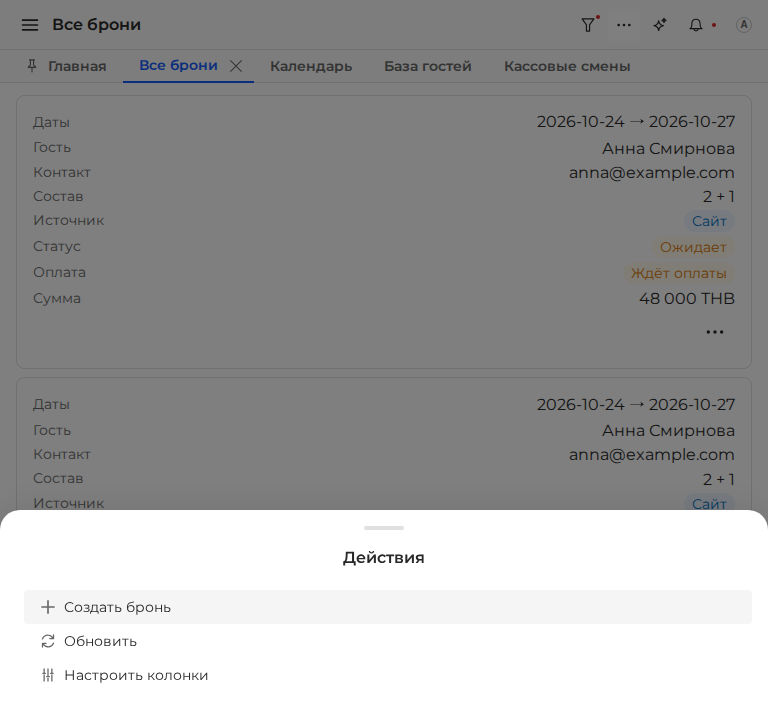 Все брони
A
Главная
Все брони
Календарь
База гостей
Кассовые смены
Даты 2026-10-24 → 2026-10-27
Гость Анна Смирнова
Контакт anna@example.com
Состав 2 + 1
Источник Сайт
Статус Ожидает
Оплата Ждёт оплаты
Сумма 48 000 THB
Даты 2026-10-24 → 2026-10-27
Гость Анна Смирнова
Контакт anna@example.com
Состав 2 + 1
Источник Сайт
Действия
Создать бронь
Обновить
Настроить колонки